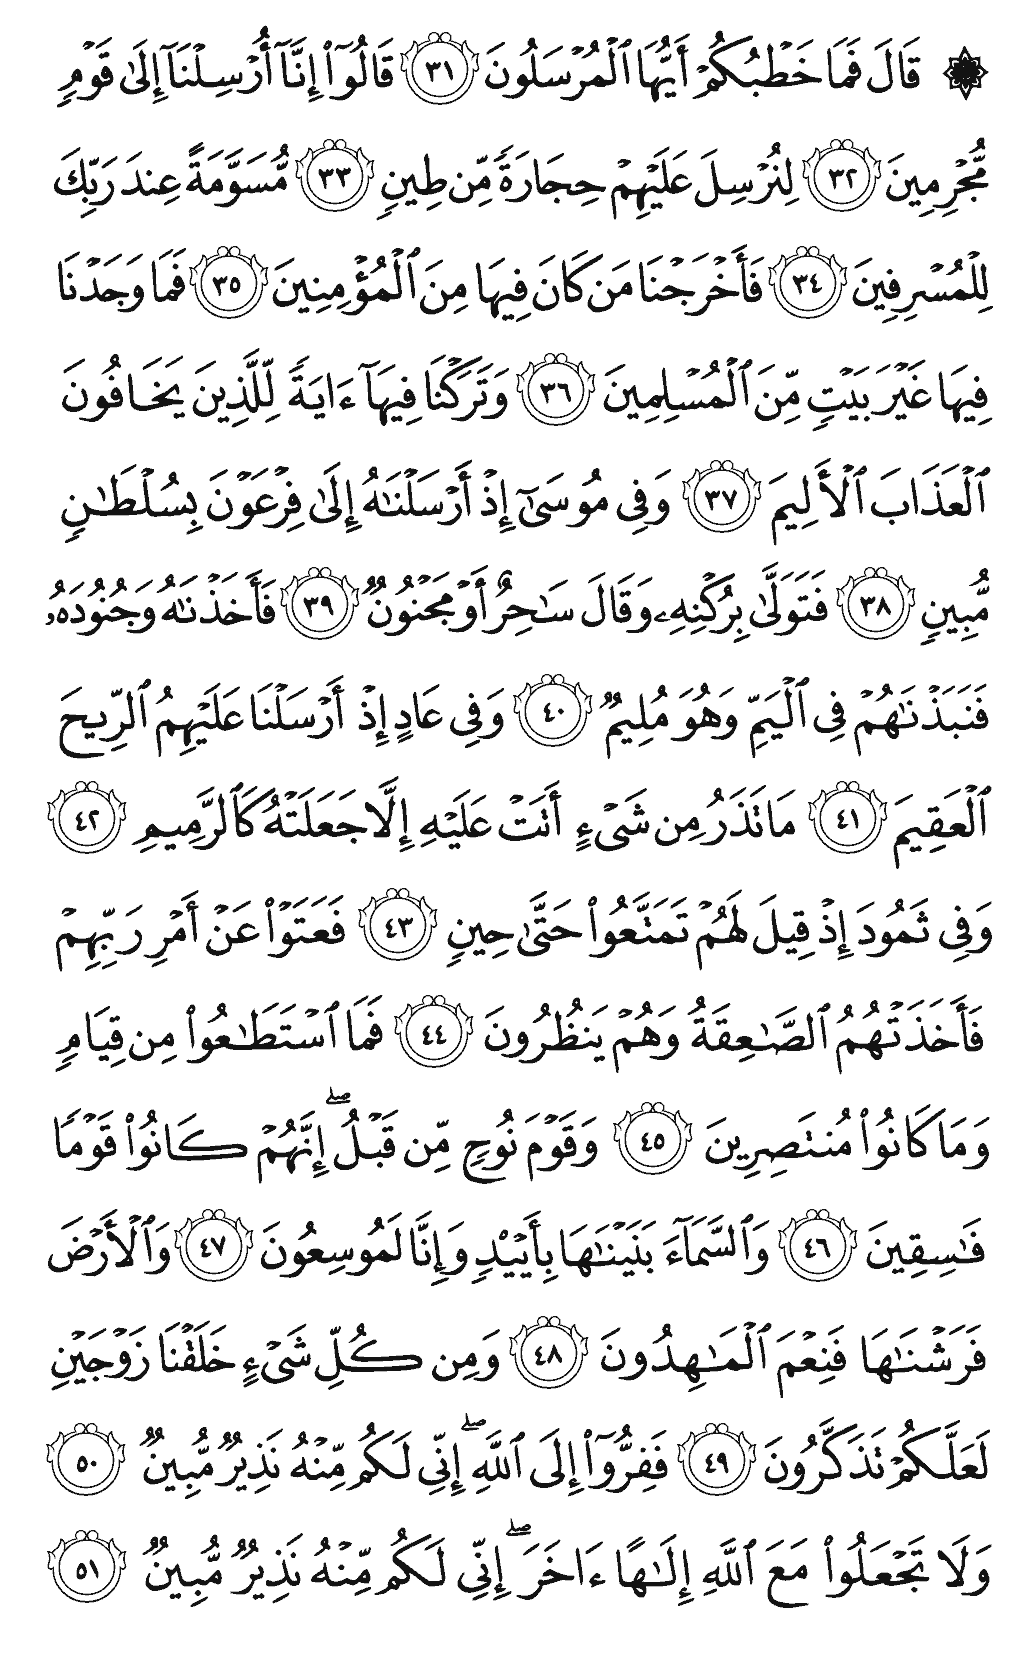 ۞ قَالَ فَمَا خَطْبُكُمْ أَيُّهَا ٱلْمُرْسَلُونَ ٣١ قَالُوٓا۟ إِنَّآ أُرْسِلْنَآ إِلَىٰ قَوْمٍ
مُّجْرِمِينَ ٣٢ لِنُرْسِلَ عَلَيْهِمْ حِجَارَةً مِّن طِينٍ ٣٣ مُّسَوَّمَةً عِندَ رَبِّكَ
لِلْمُسْرِفِينَ ٣٤ فَأَخْرَجْنَا مَن كَانَ فِيهَا مِنَ ٱلْمُؤْمِنِينَ ٣٥ فَمَا وَجَدْنَا
فِيهَا غَيْرَ بَيْتٍ مِّنَ ٱلْمُسْلِمِينَ ٣٦ وَتَرَكْنَا فِيهَآ ءَايَةً لِّلَّذِينَ يَخَافُونَ
ٱلْعَذَابَ ٱلْأَلِيمَ ٣٧ وَفِى مُوسَىٰٓ إِذْ أَرْسَلْنَٰهُ إِلَىٰ فِرْعَوْنَ بِسُلْطَٰنٍ
مُّبِينٍ ٣٨ فَتَوَلَّىٰ بِرُكْنِهِۦ وَقَالَ سَٰحِرٌ أَوْ مَجْنُونٌ ٣٩ فَأَخَذْنَٰهُ وَجُنُودَهُۥ
فَنَبَذْنَٰهُمْ فِى ٱلْيَمِّ وَهُوَ مُلِيمٌ ٤٠ وَفِى عَادٍ إِذْ أَرْسَلْنَا عَلَيْهِمُ ٱلرِّيحَ
ٱلْعَقِيمَ ٤١ مَا تَذَرُ مِن شَىْءٍ أَتَتْ عَلَيْهِ إِلَّا جَعَلَتْهُ كَٱلرَّمِيمِ ٤٢
وَفِى ثَمُودَ إِذْ قِيلَ لَهُمْ تَمَتَّعُوا۟ حَتَّىٰ حِينٍ ٤٣ فَعَتَوْا۟ عَنْ أَمْرِ رَبِّهِمْ
فَأَخَذَتْهُمُ ٱلصَّٰعِقَةُ وَهُمْ يَنظُرُونَ ٤٤ فَمَا ٱسْتَطَٰعُوا۟ مِن قِيَامٍ
وَمَا كَانُوا۟ مُنتَصِرِينَ ٤٥ وَقَوْمَ نُوحٍ مِّن قَبْلُ ۖ إِنَّهُمْ كَانُوا۟ قَوْمًا
فَٰسِقِينَ ٤٦ وَٱلسَّمَآءَ بَنَيْنَٰهَا بِأَيْي۟دٍ وَإِنَّا لَمُوسِعُونَ ٤٧ وَٱلْأَرْضَ
فَرَشْنَٰهَا فَنِعْمَ ٱلْمَٰهِدُونَ ٤٨ وَمِن كُلِّ شَىْءٍ خَلَقْنَا زَوْجَيْنِ
لَعَلَّكُمْ تَذَكَّرُونَ ٤٩ فَفِرُّوٓا۟ إِلَى ٱللَّهِ ۖ إِنِّى لَكُم مِّنْهُ نَذِيرٌ مُّبِينٌ ٥٠
وَلَا تَجْعَلُوا۟ مَعَ ٱللَّهِ إِلَٰهًا ءَاخَرَ ۖ إِنِّى لَكُم مِّنْهُ نَذِيرٌ مُّبِينٌ ٥١